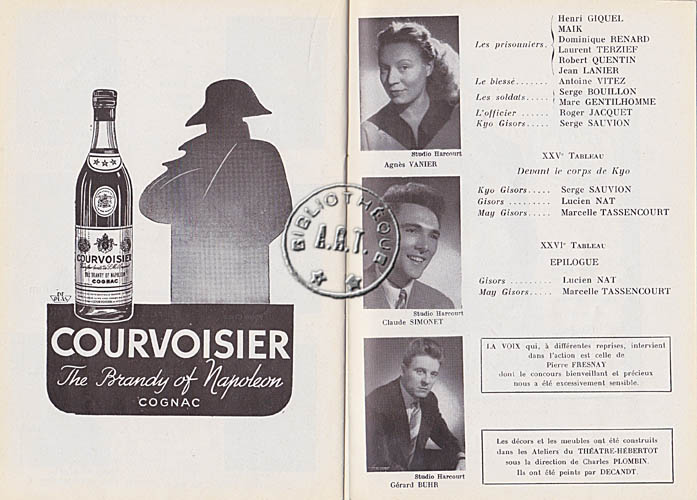 COURVOISIER
THE BRANDY OF NAPOLEON
COGNAC
COURVOISIER
The Brandy of Napoleon
COGNAC
BIBLIOTHÈQUE
A.R.T.
Studio Harcourt
Agnès VANIER
Studio Harcourt
Claude SIMONET
Studio Harcourt
Gérard BUHR
Les prisonniers. Henri GIQUEL
MAIK
Dominique RENARD
Laurent TERZIEF
Robert QUENTIN
Jean LANIER
Le blessé....... Antoine VITEZ
Les soldats..... Serge BOUILLON
Marc GENTILHOMME
L'officier ...... Roger JACQUET
Kyo Gisors..... Serge SAUVION
XXVe TABLEAU
Devant le corps de Kyo
Kyo Gisors..... Serge SAUVION
Gisors ......... Lucien NAT
May Gisors..... Marcelle TASSENCOURT
XXVIe TABLEAU
EPILOGUE
Gisors ......... Lucien NAT
May Gisors..... Marcelle TASSENCOURT
LA VOIX qui, à différentes reprises, intervient
dans l'action est celle de
Pierre FRESNAY
dont le concours bienveillant et précieux
nous a été excessivement sensible.
Les décors et les meubles ont été construits
dans les Ateliers du THÉATRE-HÉBERTOT
sous la direction de Charles PLOMBIN.
Ils ont été peints par DECANDT.